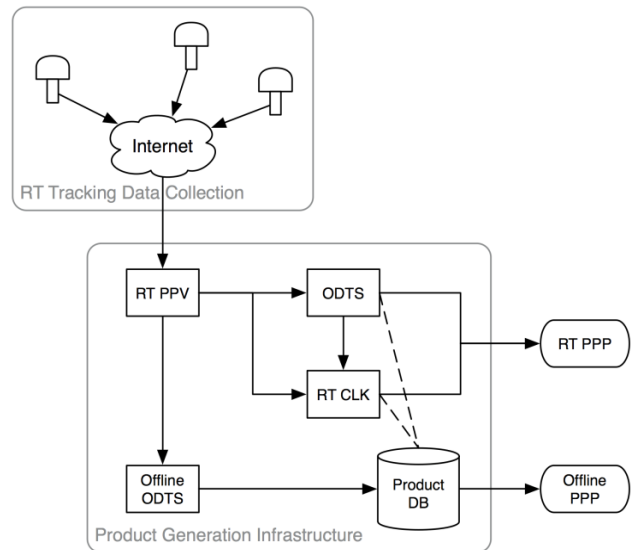 Internet
RT Tracking Data Collection
RT PPV
ODTS
RT PPP
RT CLK
Offline
ODTS
Product
DB
Offline
PPP
Product Generation Infrastructure